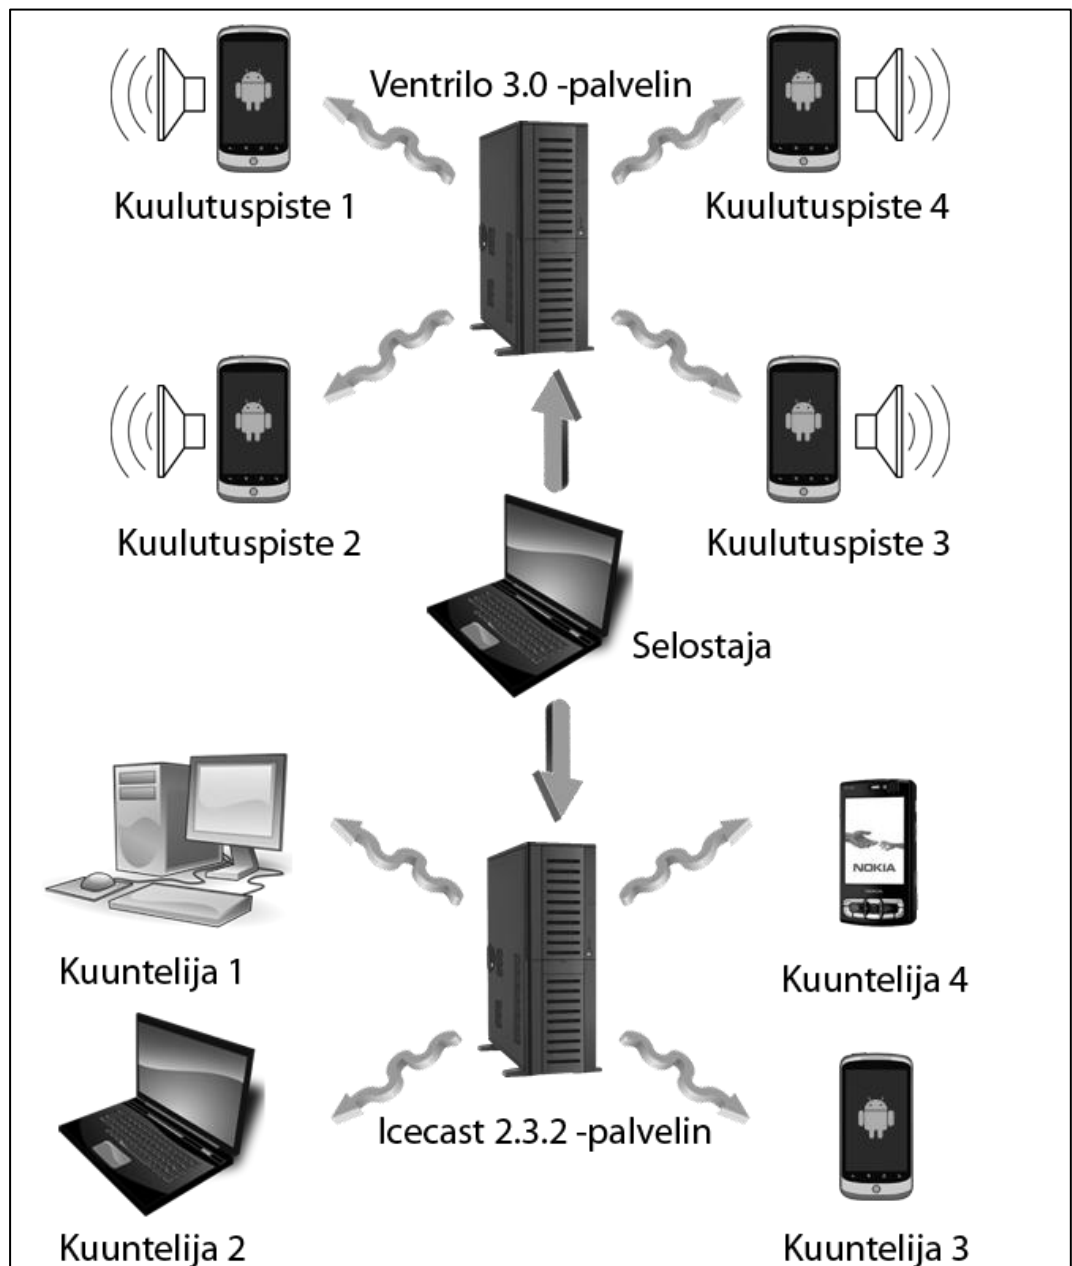 Ventrilo 3.0 -palvelin
Kuulutuspiste 1
Kuulutuspiste 4
Kuulutuspiste 2
Kuulutuspiste 3
Selostaja
NOKIA
NOKIA
Kuuntelija 1
Kuuntelija 4
Icecast 2.3.2 -palvelin
Kuuntelija 2
Kuuntelija 3